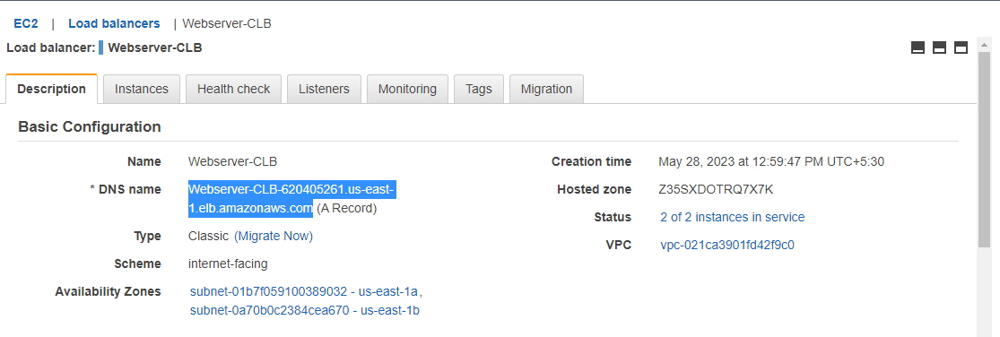 EC2 | Load balancers | Webserver-CLB
Load balancer: Webserver-CLB
Description Instances Health check Listeners Monitoring Tags Migration
Basic Configuration
Name Webserver-CLB Creation time May 28, 2023 at 12:59:47 PM UTC+5:30
* DNS name Webserver-CLB-620405261.us-east- Hosted zone Z35SXDOTRQ7X7K
1.elb.amazonaws.com (A Record)
Status 2 of 2 instances in service
Type Classic (Migrate Now) VPC vpc-021ca3901fd42f9c0
Scheme internet-facing
Availability Zones subnet-01b7f059100389032 - us-east-1a,
subnet-0a70b0c2384cea670 - us-east-1b